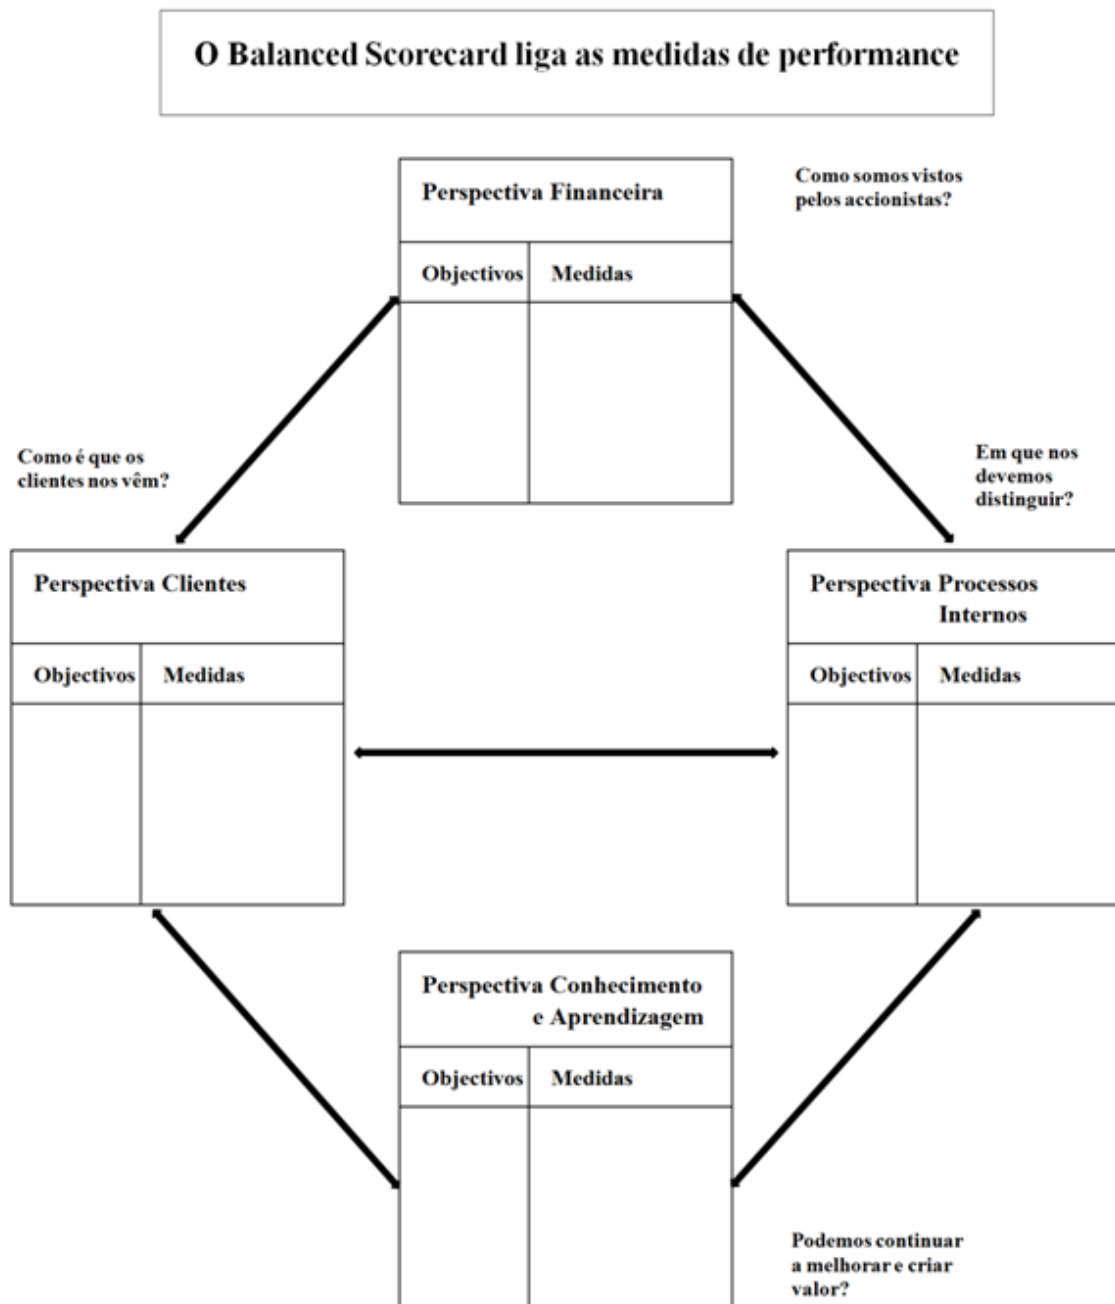 O Balanced Scorecard liga as medidas de performance
Perspectiva Financeira
Como somos vistos
pelos accionistas?
Objectivos Medidas
Como é que os
clientes nos vêm?
Em que nos
devemos
distinguir?
Perspectiva Clientes
Objectivos Medidas
Perspectiva Processos
Internos
Objectivos Medidas
Perspectiva Conhecimento
e Aprendizagem
Objectivos Medidas
Podemos continuar
a melhorar e criar
valor?